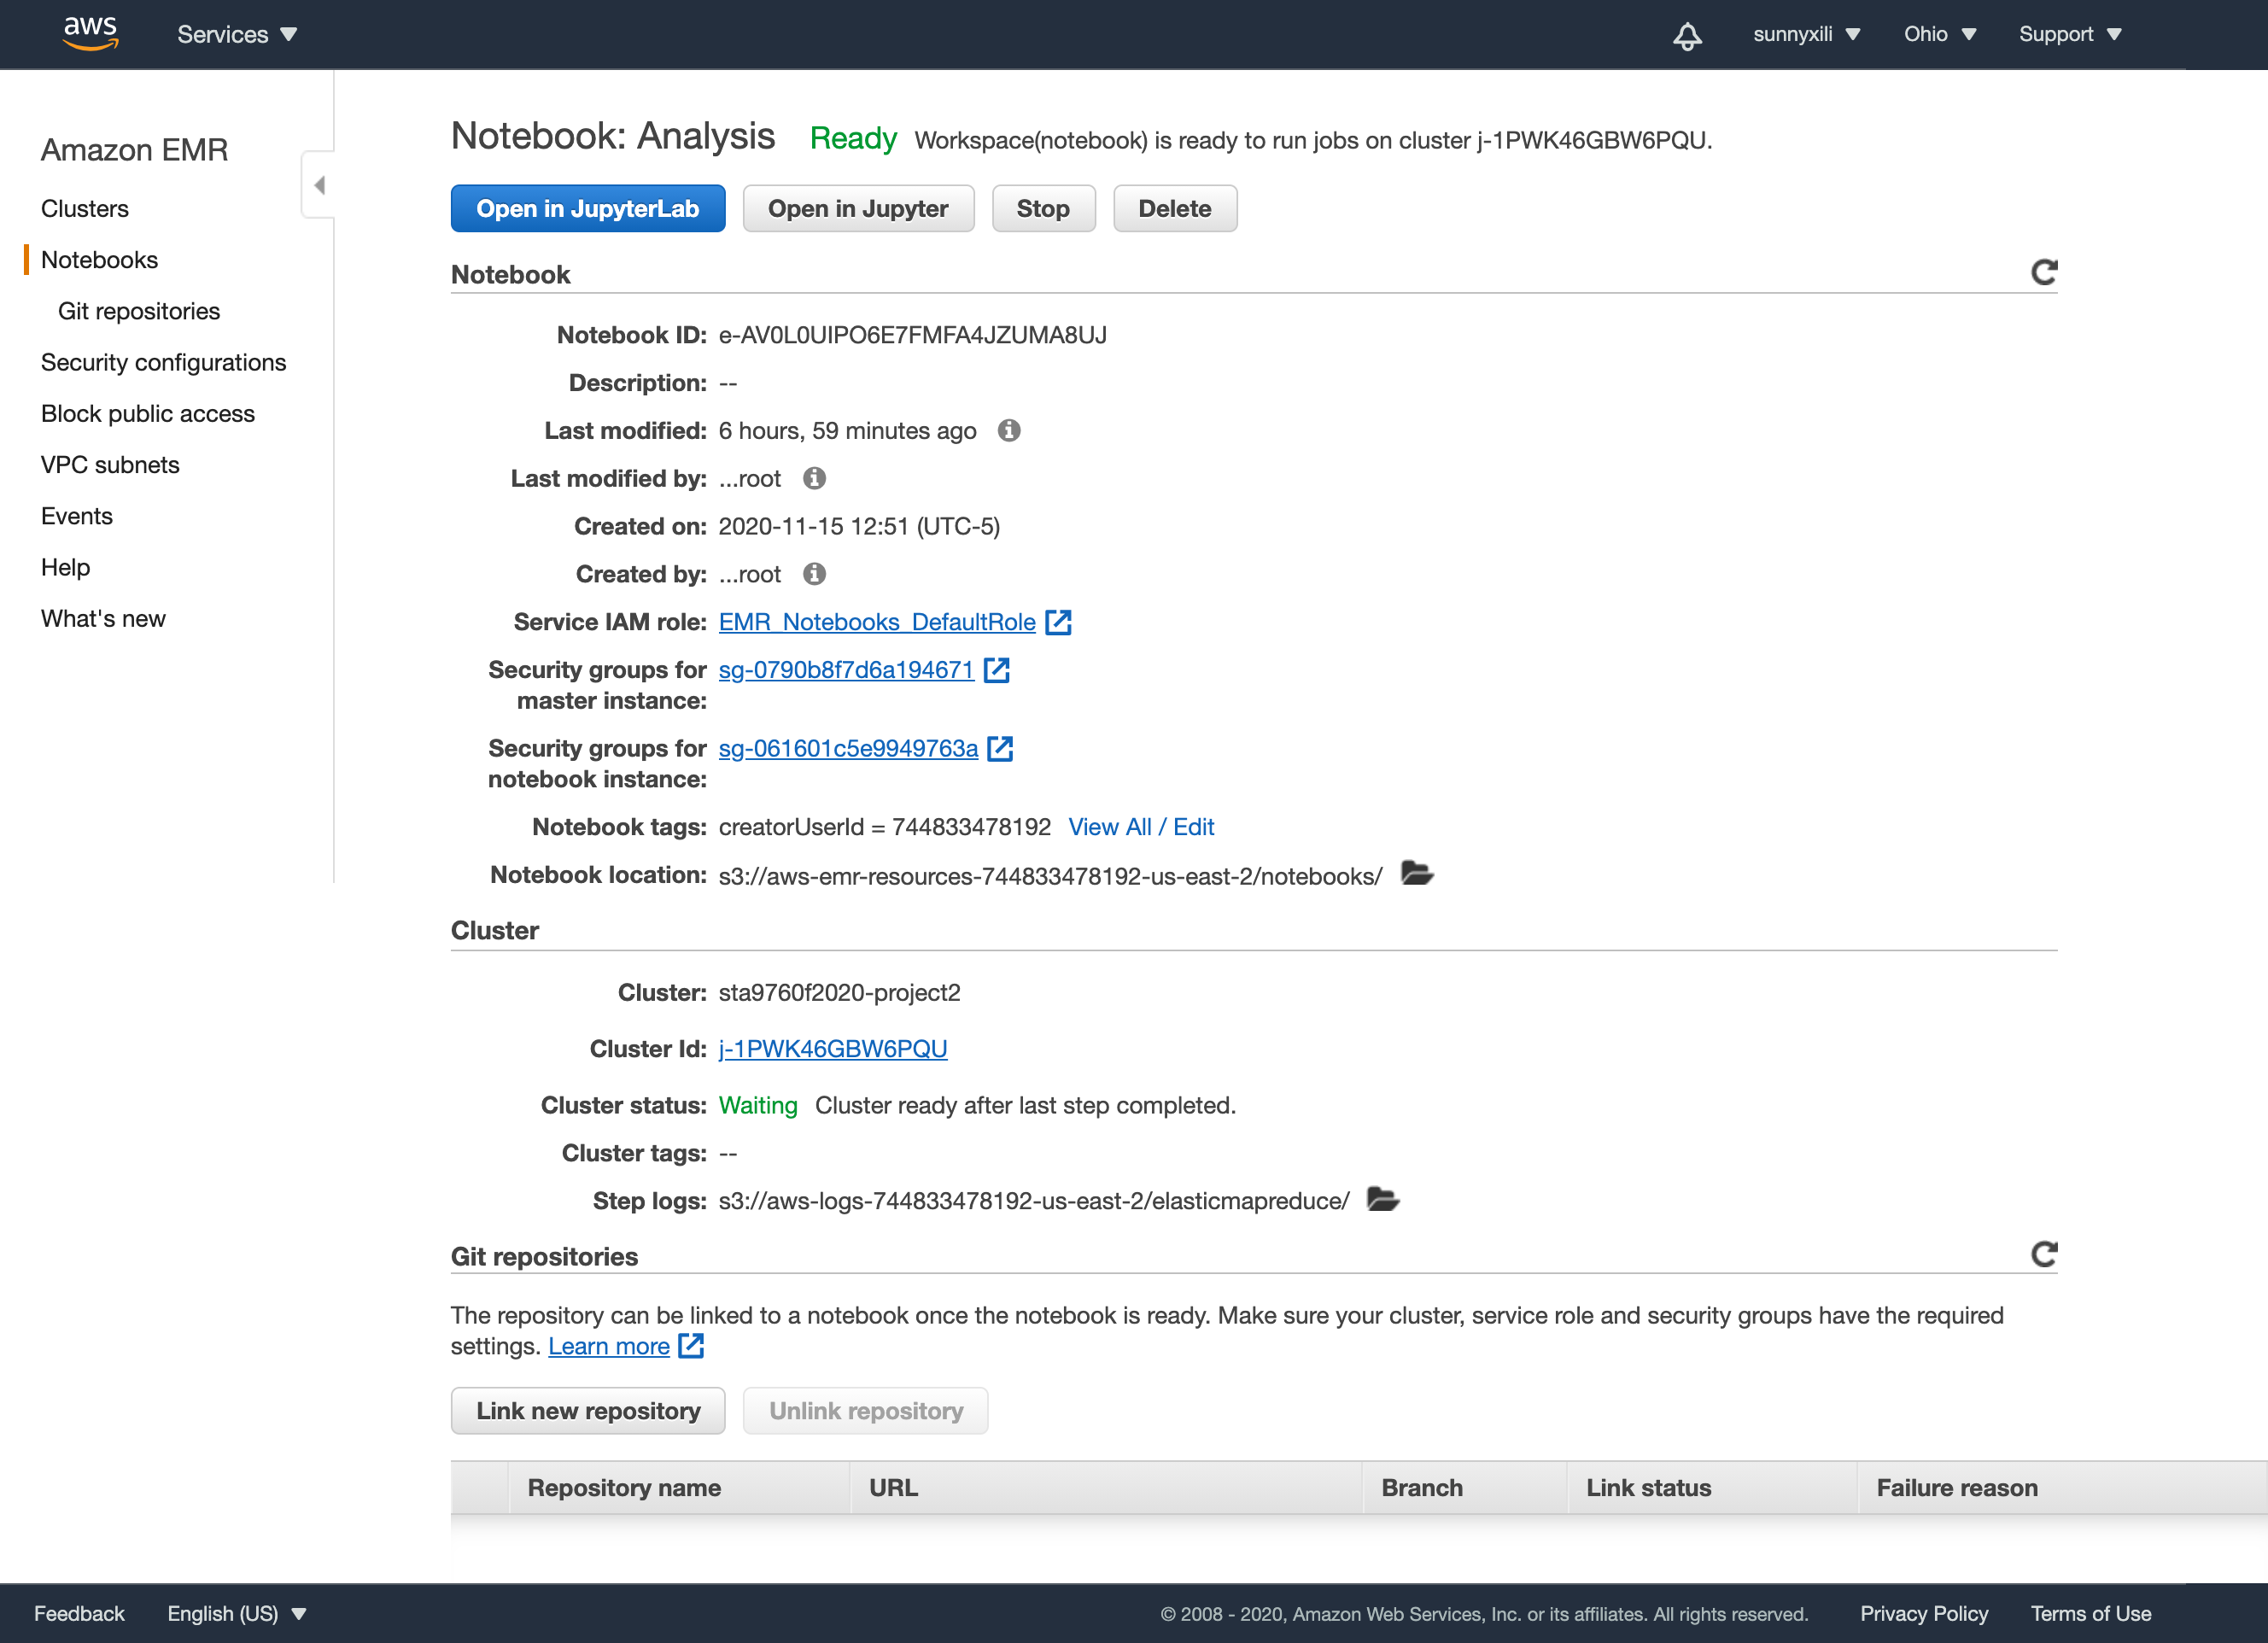 aws Services sunnyxili Ohio Support
Amazon EMR
Clusters
Notebooks
Git repositories
Security configurations
Block public access
VPC subnets
Events
Help
What's new
Notebook: Analysis Ready Workspace(notebook) is ready to run jobs on cluster j-1PWK46GBW6PQU.
Open in JupyterLab Open in Jupyter Stop Delete
Notebook
Notebook ID: e-AV0L0UIPO6E7FMFA4JZUMA8UJ
Description: --
Last modified: 6 hours, 59 minutes ago
Last modified by: ...root
Created on: 2020-11-15 12:51 (UTC-5)
Created by: ...root
Service IAM role: EMR_Notebooks_DefaultRole
Security groups for sg-0790b8f7d6a194671
master instance:
Security groups for sg-061601c5e9949763a
notebook instance:
Notebook tags: creatorUserId = 744833478192 View All / Edit
Notebook location: s3://aws-emr-resources-744833478192-us-east-2/notebooks/
Cluster
Cluster: sta9760f2020-project2
Cluster Id: j-1PWK46GBW6PQU
Cluster status: Waiting Cluster ready after last step completed.
Cluster tags: --
Step logs: s3://aws-logs-744833478192-us-east-2/elasticmapreduce/
Git repositories
The repository can be linked to a notebook once the notebook is ready. Make sure your cluster, service role and security groups have the required
settings. Learn more
Link new repository Unlink repository
Repository name URL Branch Link status Failure reason
Feedback English (US) © 2008 - 2020, Amazon Web Services, Inc. or its affiliates. All rights reserved. Privacy Policy Terms of Use